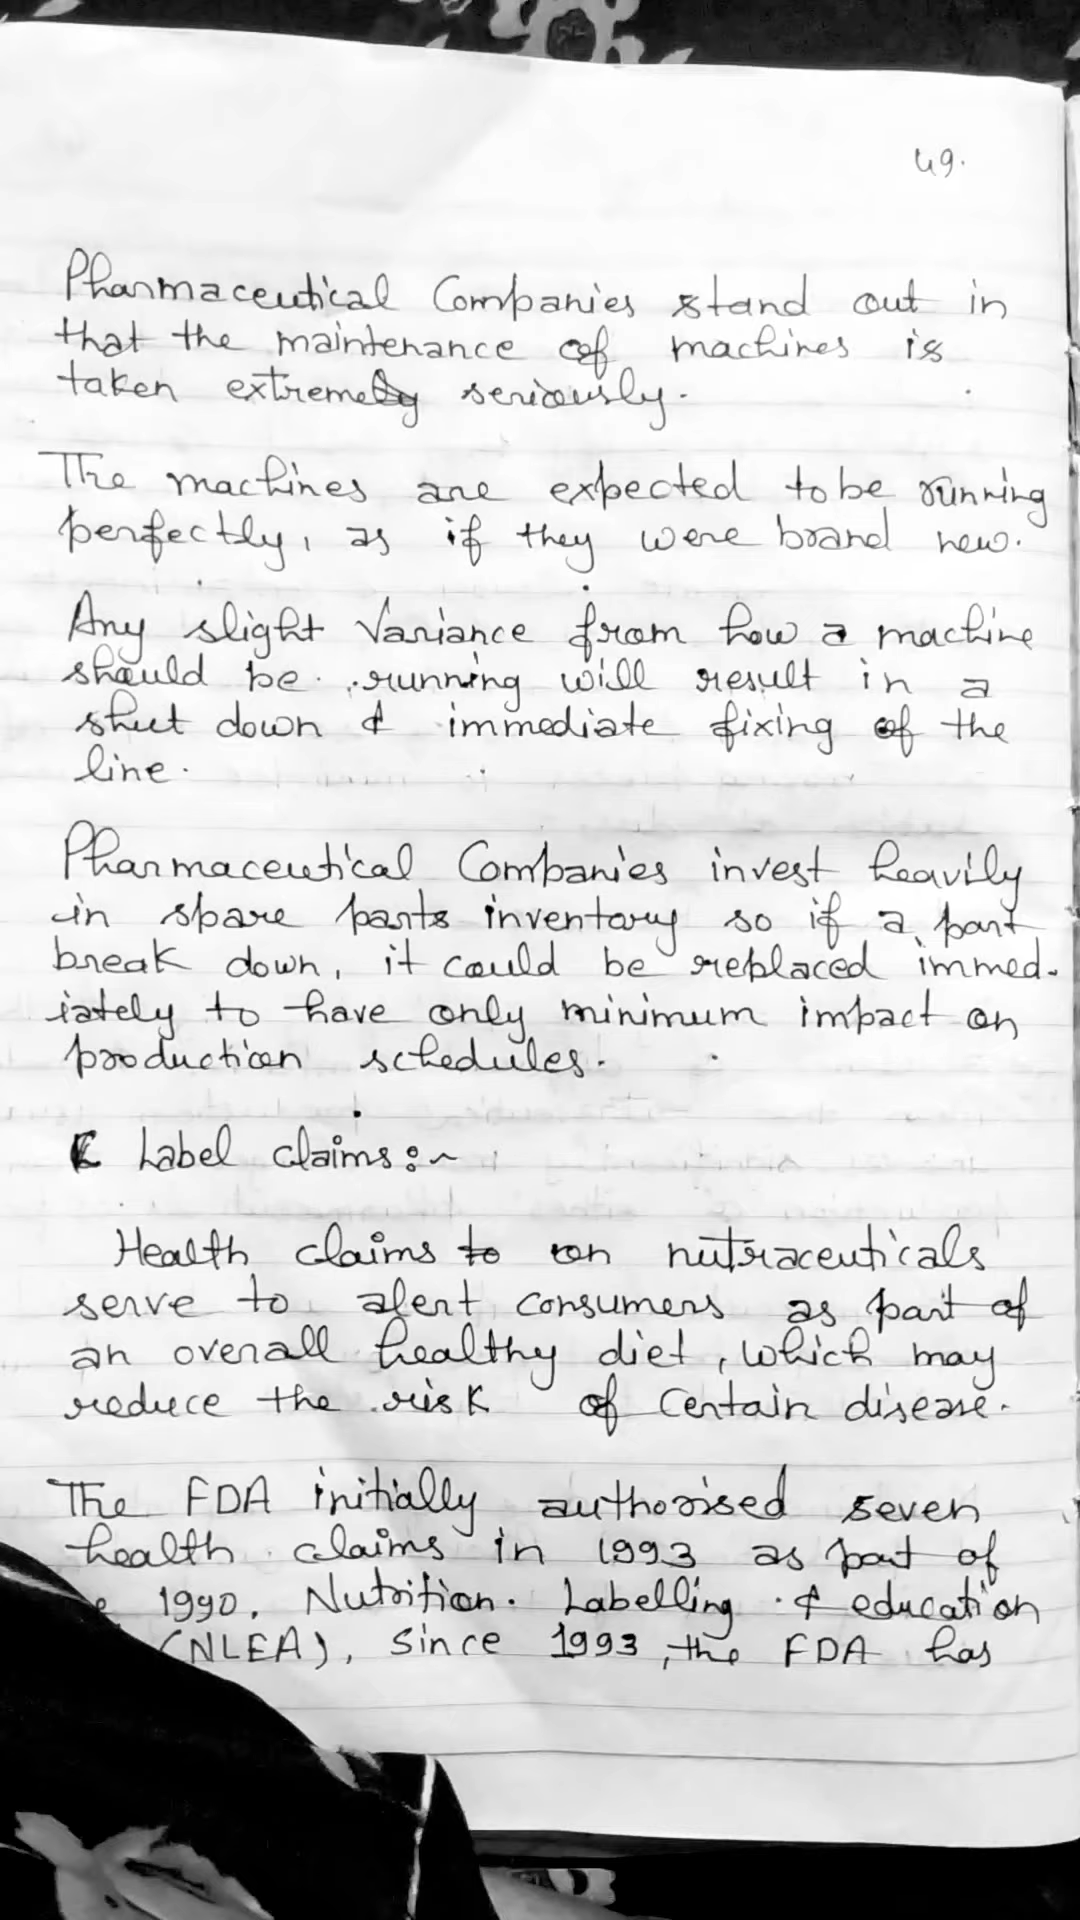 49.
Pharmaceutical Companies stand out in
that the maintenance of machines is
taken extremely seriously.
The machines are expected to be running
perfectly, as if they were brand new.
Any slight Variance from how a machine
should be running will result in a
shut down & immediate fixing of the
line.
Pharmaceutical Companies invest heavily
in spare parts inventory so if a part
break down, it could be replaced immed-
iately to have only minimum impact on
production schedules.
Label claims:~
Health claims to on nutraceuticals
serve to alert consumers as part of
an overall healthy diet, which may
reduce the risk of Certain disease.
The FDA initially authorised seven
health claims in 1993 as part of
1990. Nutrition. Labelling & education
(NLEA), Since 1993, the FDA has